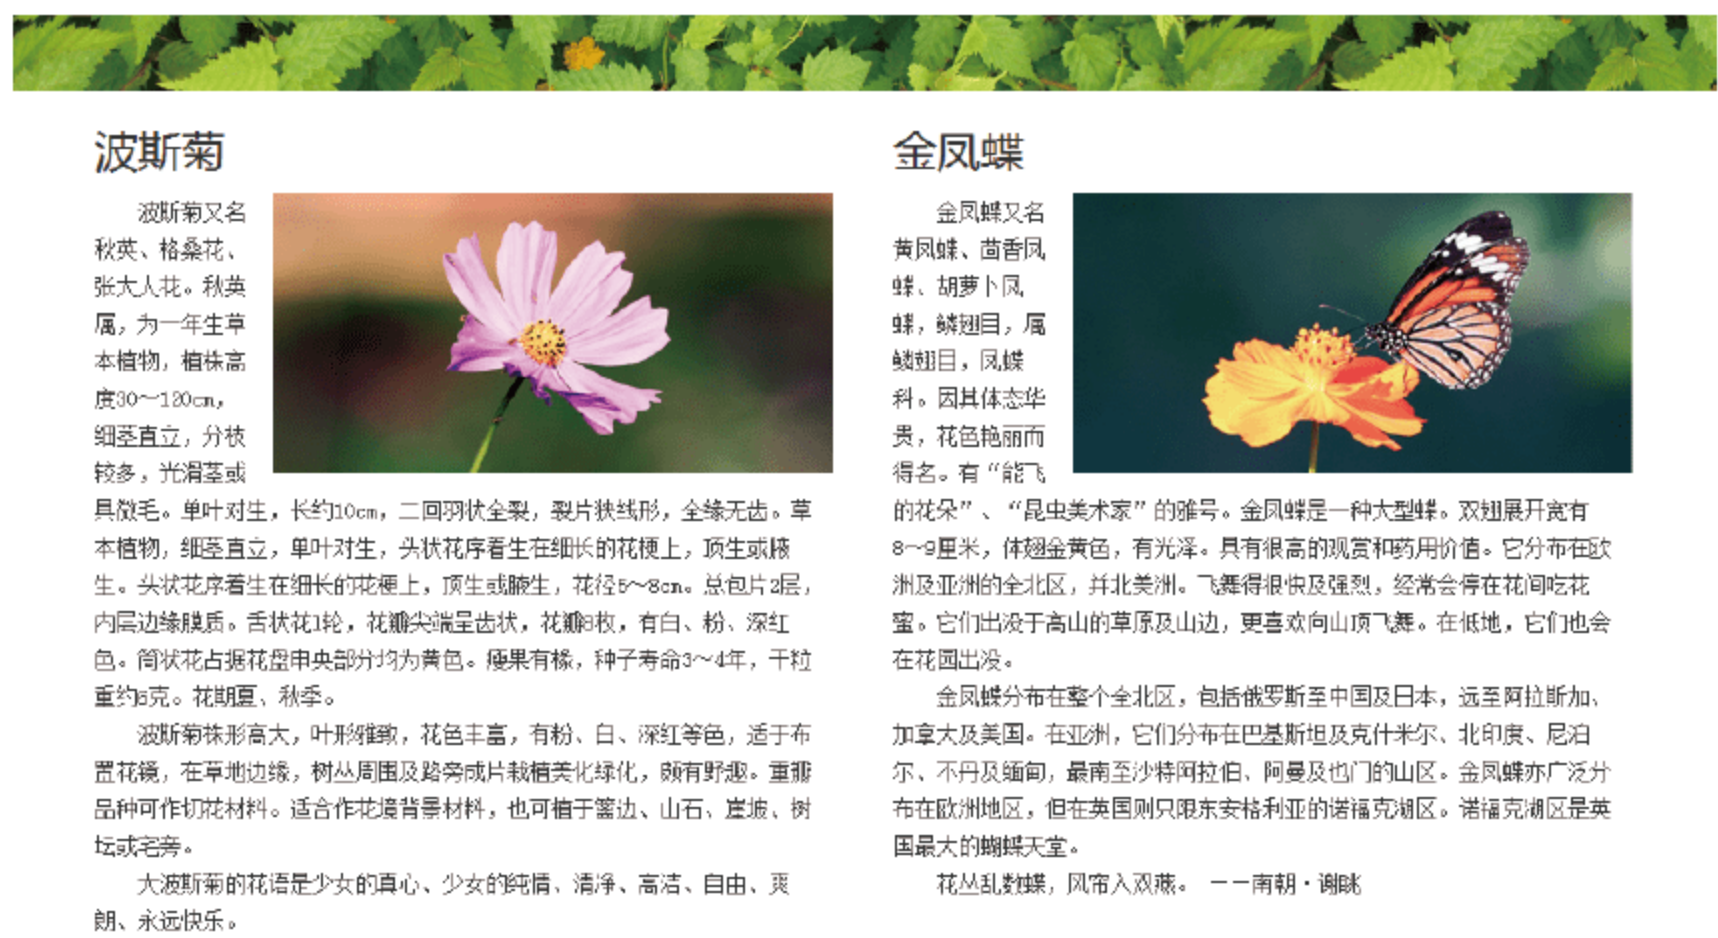 波斯菊
波斯菊又名
秋英、格桑花、
张大人花。秋英
属，为一年生草
本植物，植株高
度30～120cm，
细茎直立，分枝
较多，光滑茎或
具微毛。单叶对生，长约10cm，二回羽状全裂，裂片狭线形，全缘无齿。草
本植物，细茎直立，单叶对生，头状花序着生在细长的花梗上，顶生或腋
生。头状花序着生在细长的花梗上，顶生或腋生，花径5～8cm。总包片2层，
内层边缘膜质。舌状花1轮，花瓣尖端呈齿状，花瓣8枚，有白、粉、深红
色。筒状花占据花盘中央部分均为黄色。瘦果有椽，种子寿命3～4年，千粒
重约6克。花期夏、秋季。
波斯菊株形高大，叶形雅致，花色丰富，有粉、白、深红等色，适于布
置花镜，在草地边缘，树丛周围及路旁成片栽植美化绿化，颇有野趣。重瓣
品种可作切花材料。适合作花境背景材料，也可植于篱边、山石、崖坡、树
坛或宅旁。
大波斯菊的花语是少女的真心、少女的纯情、清净、高洁、自由、爽
朗、永远快乐。
金凤蝶
金凤蝶又名
黄凤蝶、茴香凤
蝶、胡萝卜凤
蝶，鳞翅目，属
鳞翅目，凤蝶
科。因其体态华
贵，花色艳丽而
得名。有“能飞
的花朵”、“昆虫美术家”的雅号。金凤蝶是一种大型蝶。双翅展开宽有
8～9厘米，体翅金黄色，有光泽。具有很高的观赏和药用价值。它分布在欧
洲及亚洲的全北区，并北美洲。飞舞得很快及强烈，经常会停在花间吃花
蜜。它们出没于高山的草原及山边，更喜欢向山顶飞舞。在低地，它们也会
在花园出没。
金凤蝶分布在整个全北区，包括俄罗斯至中国及日本，远至阿拉斯加、
加拿大及美国。在亚洲，它们分布在巴基斯坦及克什米尔、北印度、尼泊
尔、不丹及缅甸，最南至沙特阿拉伯、阿曼及也门的山区。金凤蝶亦广泛分
布在欧洲地区，但在英国则只限东安格利亚的诺福克湖区。诺福克湖区是英
国最大的蝴蝶天堂。
花丛乱数蝶，风帘入双燕。 ——南朝·谢眺